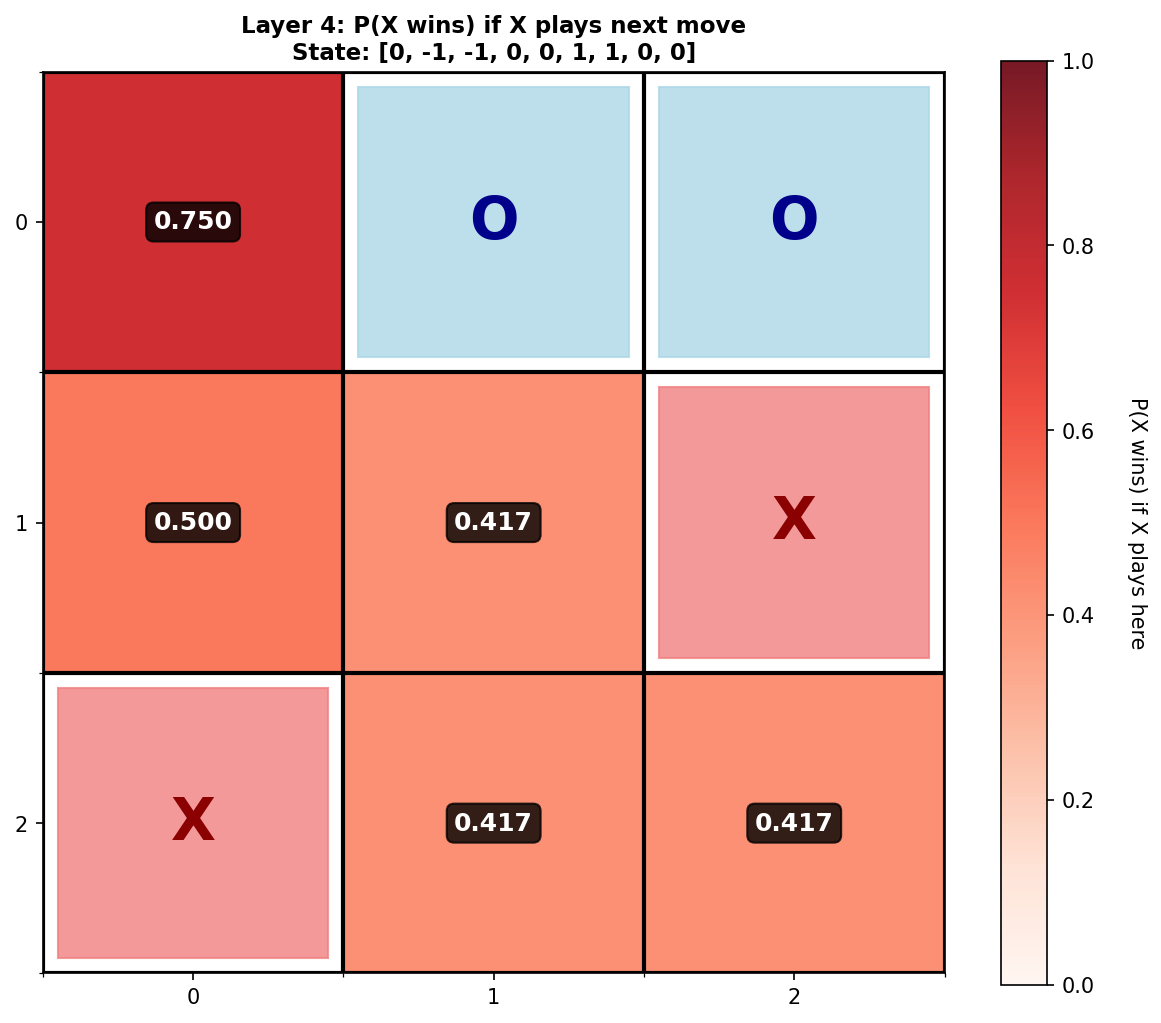 Layer 4: P(X wins) if X plays next move
State: [0, -1, -1, 0, 0, 1, 1, 0, 0]
0
0.750
O
O
1
0.500
0.417
X
2
X
0.417
0.417
0
1
2
1.0
0.8
0.6
0.4
0.2
0.0
P(X wins) if X plays here